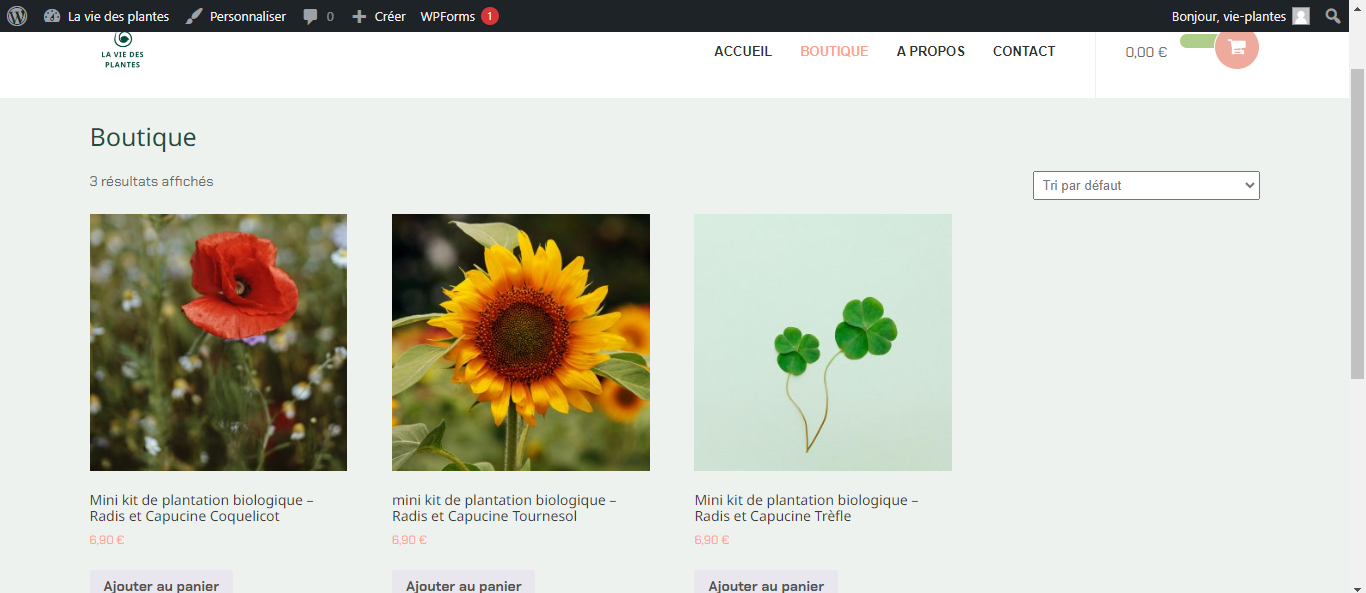 La vie des plantes Personnaliser 0 Créer WPForms 1 Bonjour, vie-plantes
LA VIE DES
PLANTES
ACCUEIL BOUTIQUE A PROPOS CONTACT 0,00 €
Boutique
3 résultats affichés
Tri par défaut
Mini kit de plantation biologique –
Radis et Capucine Coquelicot
6,90 €
Ajouter au panier
mini kit de plantation biologique –
Radis et Capucine Tournesol
6,90 €
Ajouter au panier
Mini kit de plantation biologique –
Radis et Capucine Trèfle
6,90 €
Ajouter au panier